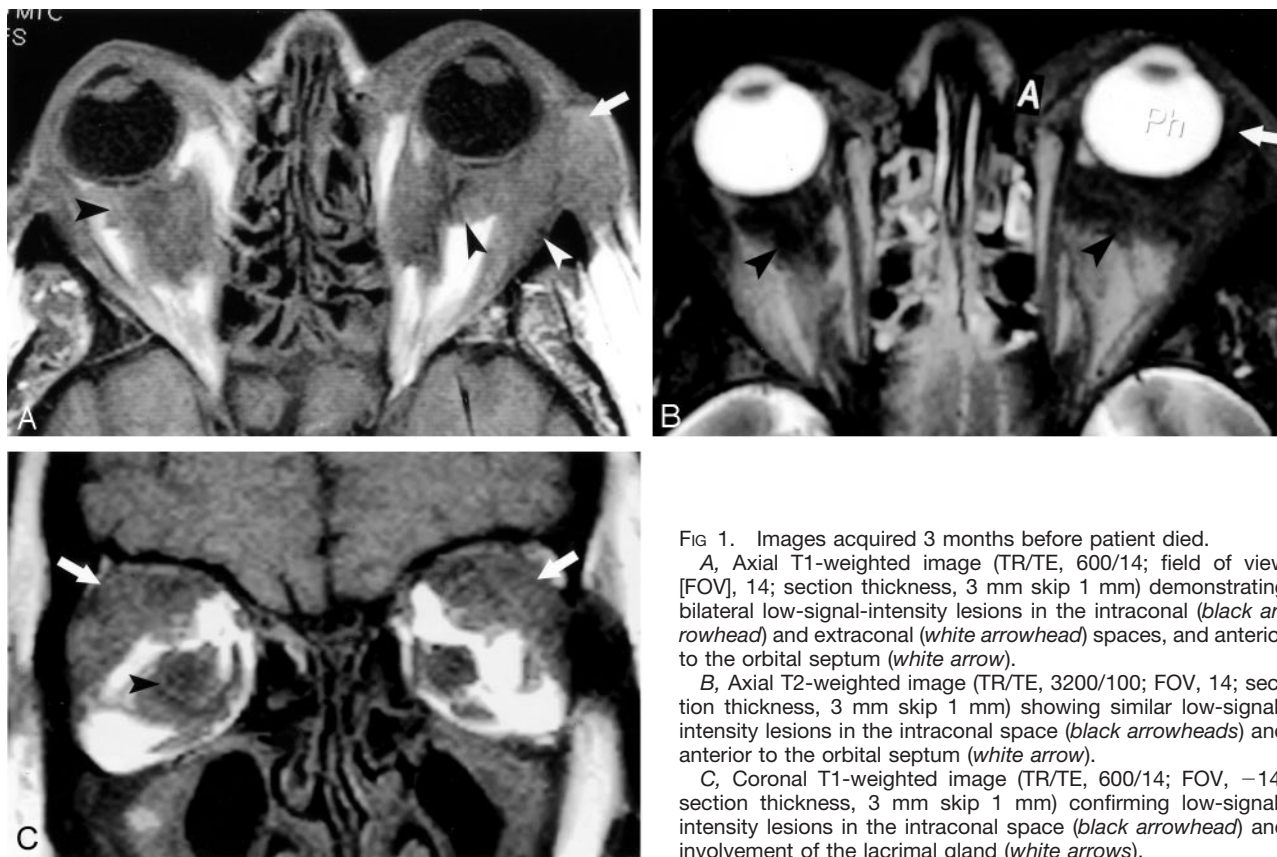 MTC
FS
A
A
Ph
B
C
FIG 1. Images acquired 3 months before patient died.
A, Axial T1-weighted image (TR/TE, 600/14; field of view
[FOV], 14; section thickness, 3 mm skip 1 mm) demonstrating
bilateral low-signal-intensity lesions in the intraconal (black ar-
rowhead) and extraconal (white arrowhead) spaces, and anterior
to the orbital septum (white arrow).
B, Axial T2-weighted image (TR/TE, 3200/100; FOV, 14; sec-
tion thickness, 3 mm skip 1 mm) showing similar low-signal-
intensity lesions in the intraconal space (black arrowheads) and
anterior to the orbital septum (white arrow).
C, Coronal T1-weighted image (TR/TE, 600/14; FOV, −14;
section thickness, 3 mm skip 1 mm) confirming low-signal-
intensity lesions in the intraconal space (black arrowhead) and
involvement of the lacrimal gland (white arrows).